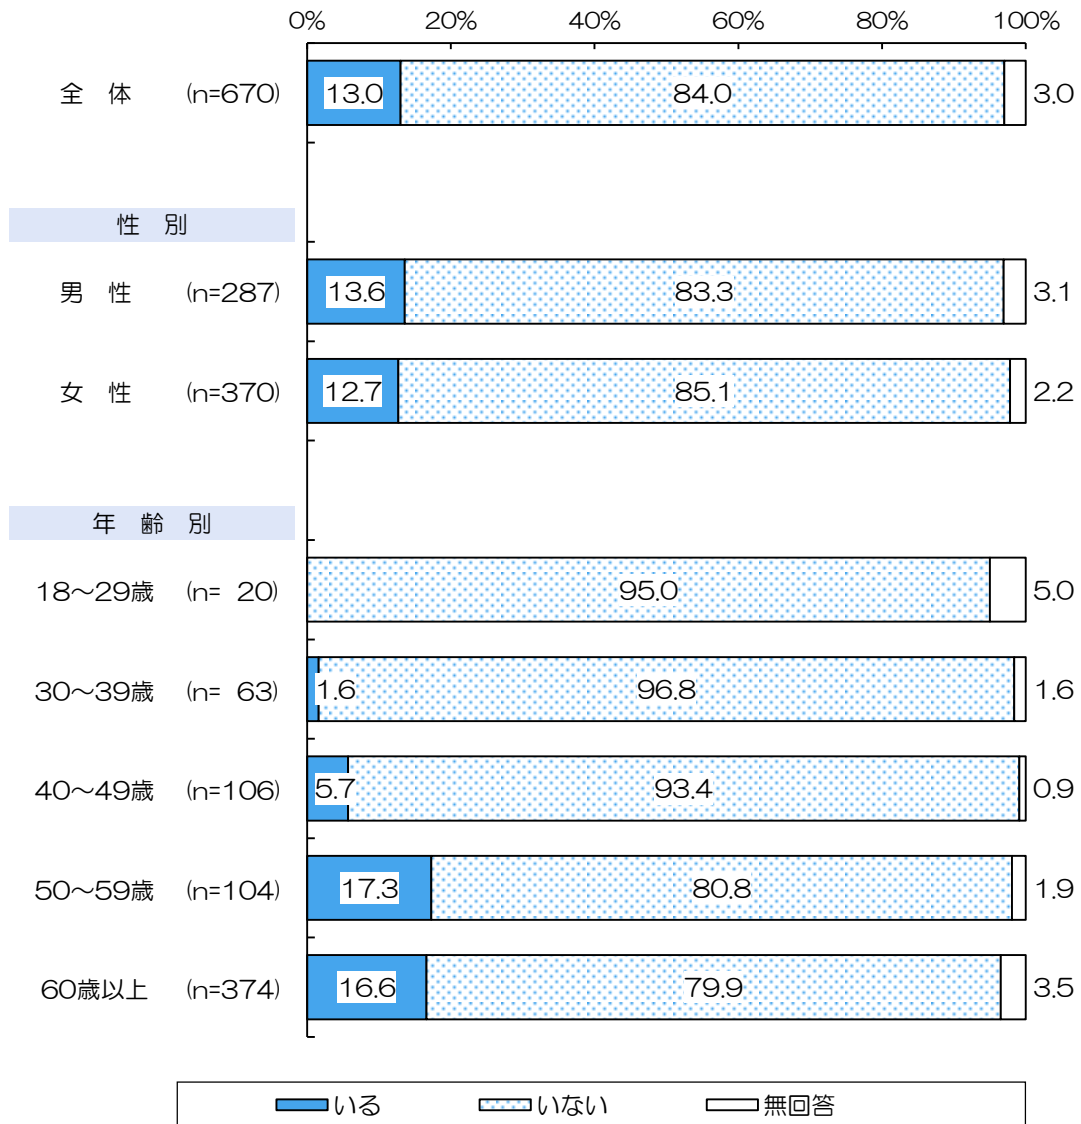 0% 20% 40% 60% 80% 100%
全 体 (n=670) 13.0 84.0 3.0
性 別
男 性 (n=287) 13.6 83.3 3.1
女 性 (n=370) 12.7 85.1 2.2
年 齢 別
18～29歳 (n= 20) 95.0 5.0
30～39歳 (n= 63) 1.6 96.8 1.6
40～49歳 (n=106) 5.7 93.4 0.9
50～59歳 (n=104) 17.3 80.8 1.9
60歳以上 (n=374) 16.6 79.9 3.5
いる いない 無回答